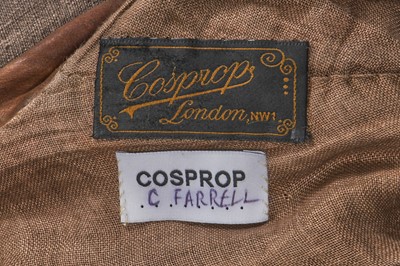 Cosprop
London, NW1
COSPROP
C FARRELL